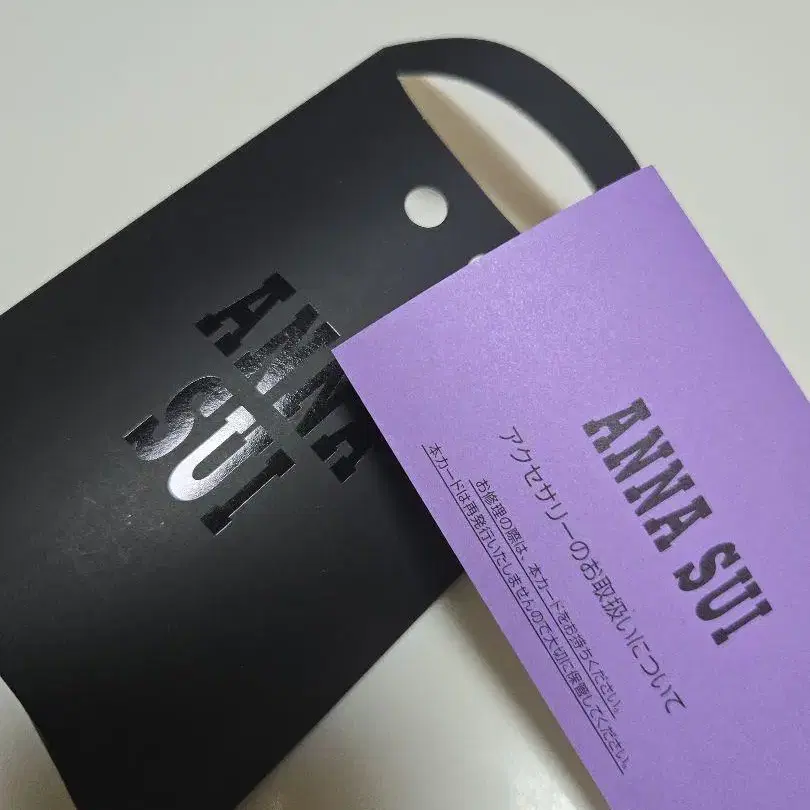 ANNA
SUI
ANNA SUI
アクセサリーのお取扱いについて
お修理の際は、本カードをお持ちください。
本カードは再発行いたしませんので大切に保管してください。